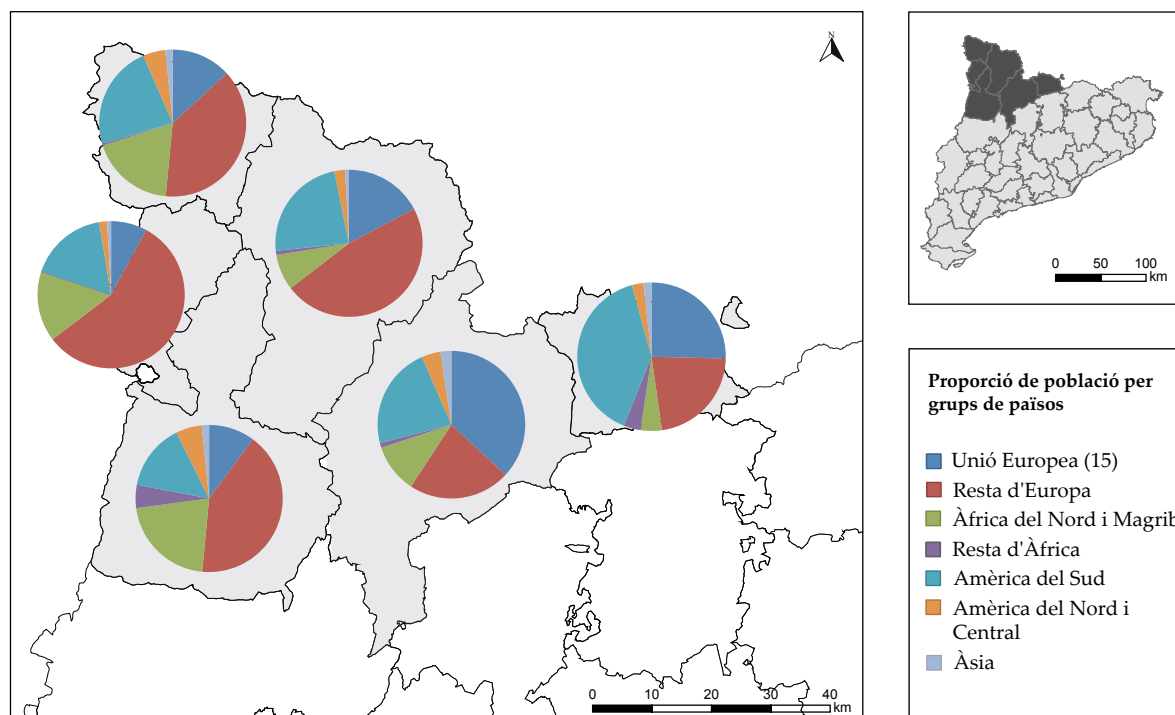 N
0 50 100
km
Proporció de població per
grups de països
Unió Europea (15)
Resta d'Europa
Àfrica del Nord i Magrib
Resta d'Àfrica
Amèrica del Sud
Amèrica del Nord i
Central
Àsia
0 10 20 30 40
km